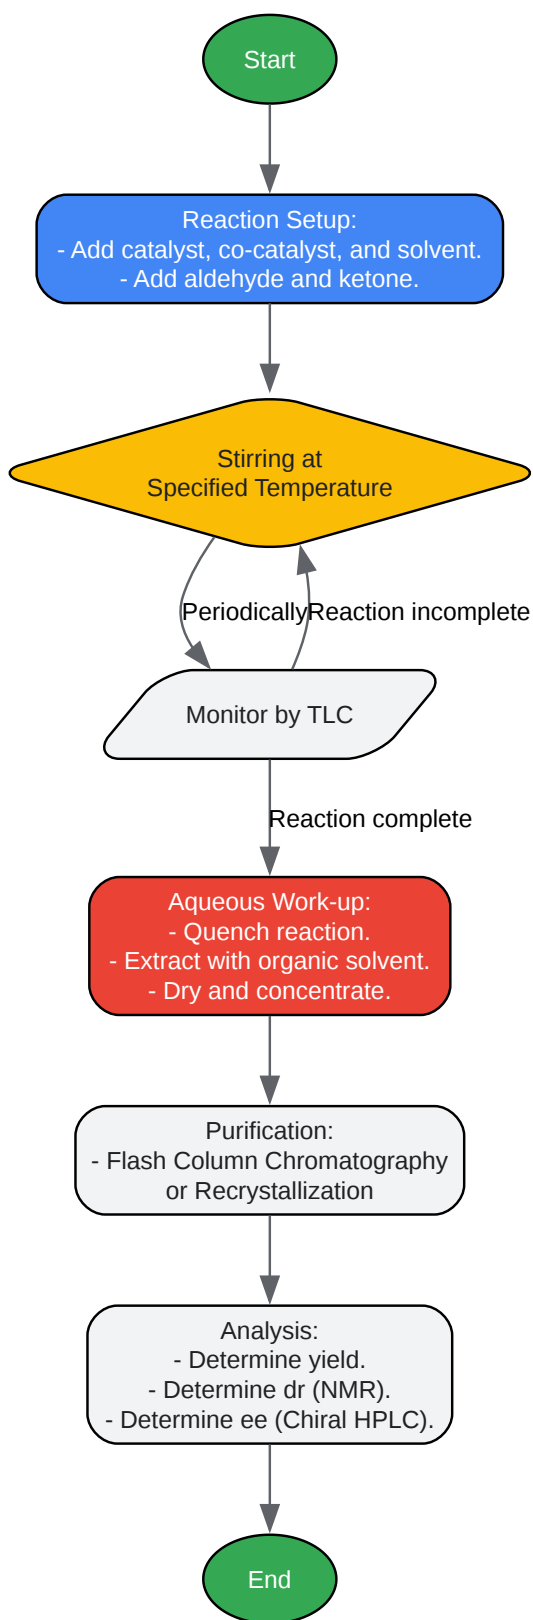 Start
Reaction Setup:
- Add catalyst, co-catalyst, and solvent.
- Add aldehyde and ketone.
Stirring at
Specified Temperature
Periodically
Reaction incomplete
Monitor by TLC
Reaction complete
Aqueous Work-up:
- Quench reaction.
- Extract with organic solvent.
- Dry and concentrate.
Purification:
- Flash Column Chromatography
or Recrystallization
Analysis:
- Determine yield.
- Determine dr (NMR).
- Determine ee (Chiral HPLC).
End